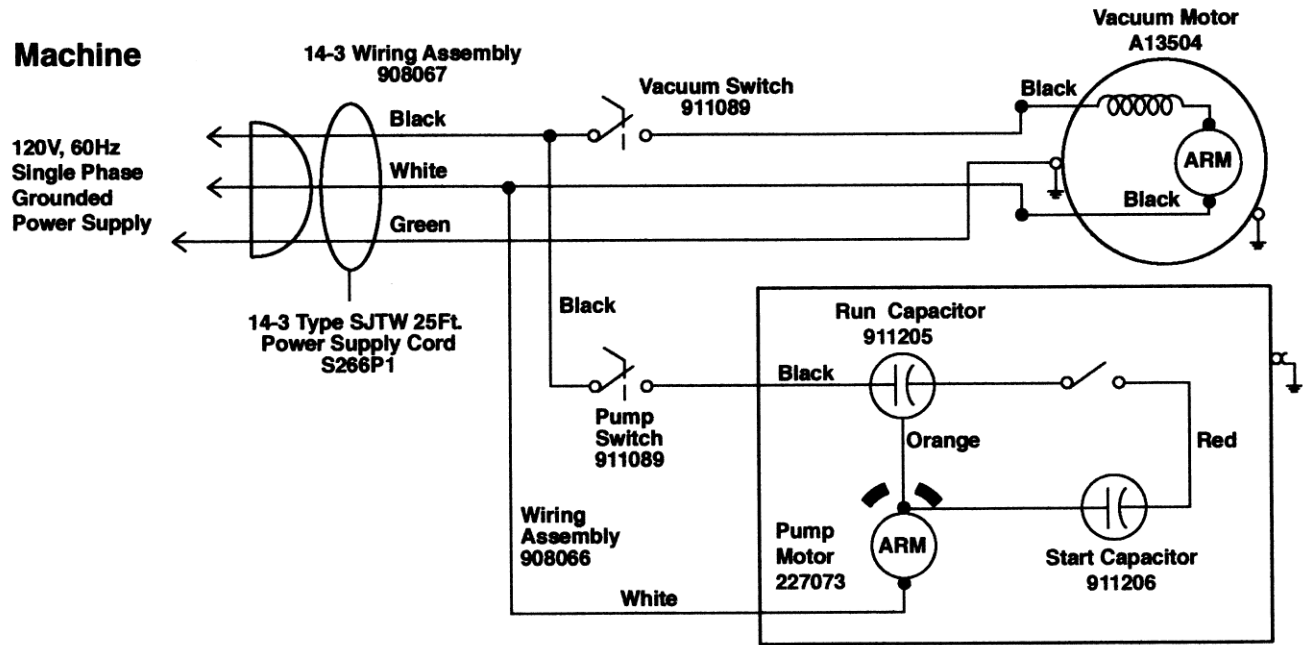 Machine
120V, 60Hz
Single Phase
Grounded
Power Supply
14-3 Wiring Assembly
908067
Black
White
Green
14-3 Type SJTW 25Ft.
Power Supply Cord
S266P1
Vacuum Switch
911089
Vacuum Motor
A13504
Black
ARM
Black
Black
Pump
Switch
911089
Wiring
Assembly
908066
White
Run Capacitor
911205
Black
Orange
Red
Pump
Motor
227073
ARM
Start Capacitor
911206